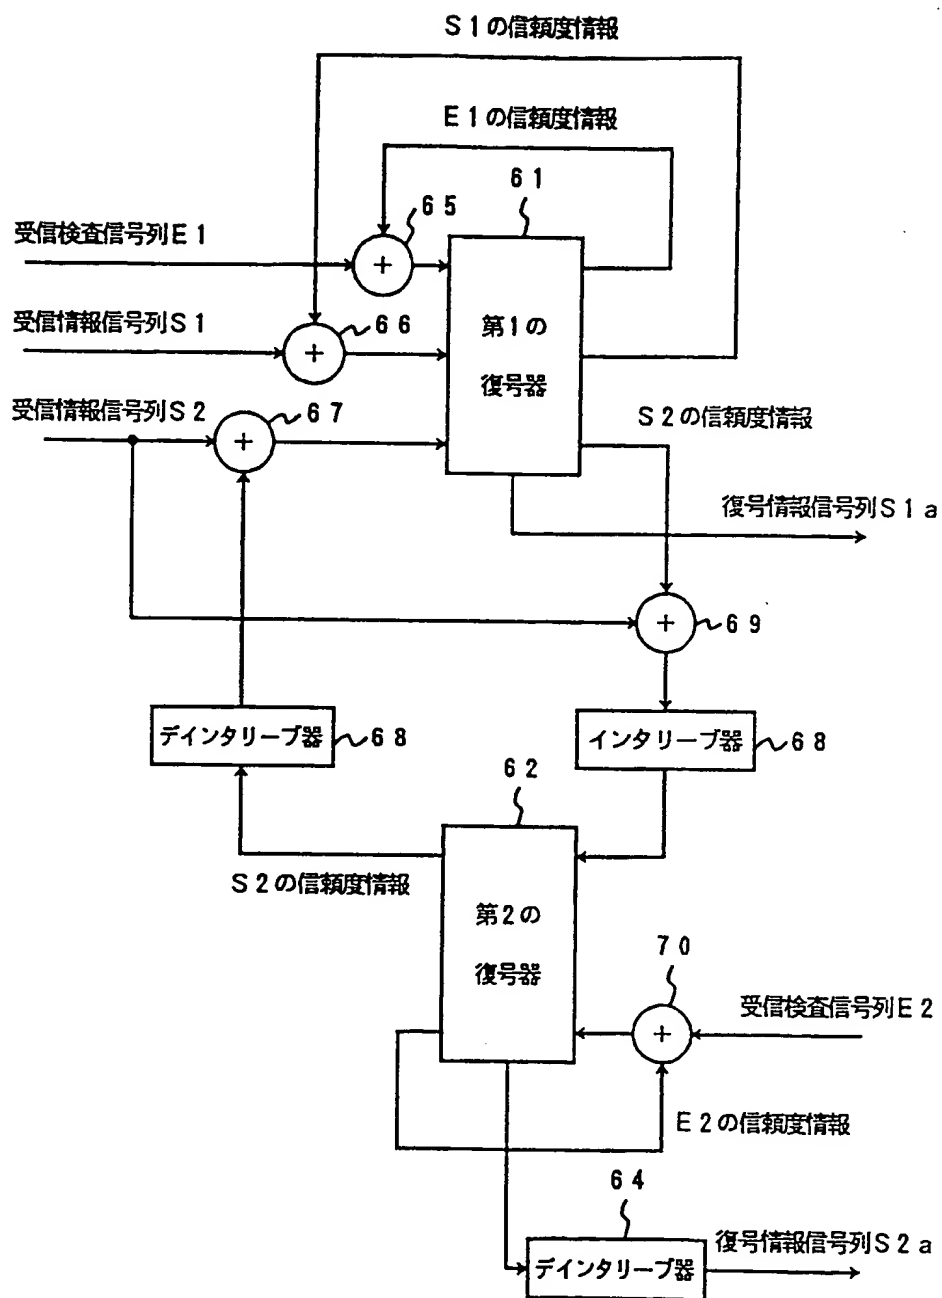 S1の信頼度情報
E1の信頼度情報
61
65
受信検査信号列E1
受信情報信号列S1
66
第1の
復号器
受信情報信号列S2
67
S2の信頼度情報
復号情報信号列S1a
69
デインタリーブ器
68
インタリーブ器
68
62
S2の信頼度情報
第2の
復号器
70
受信検査信号列E2
E2の信頼度情報
64
デインタリーブ器
復号情報信号列S2a